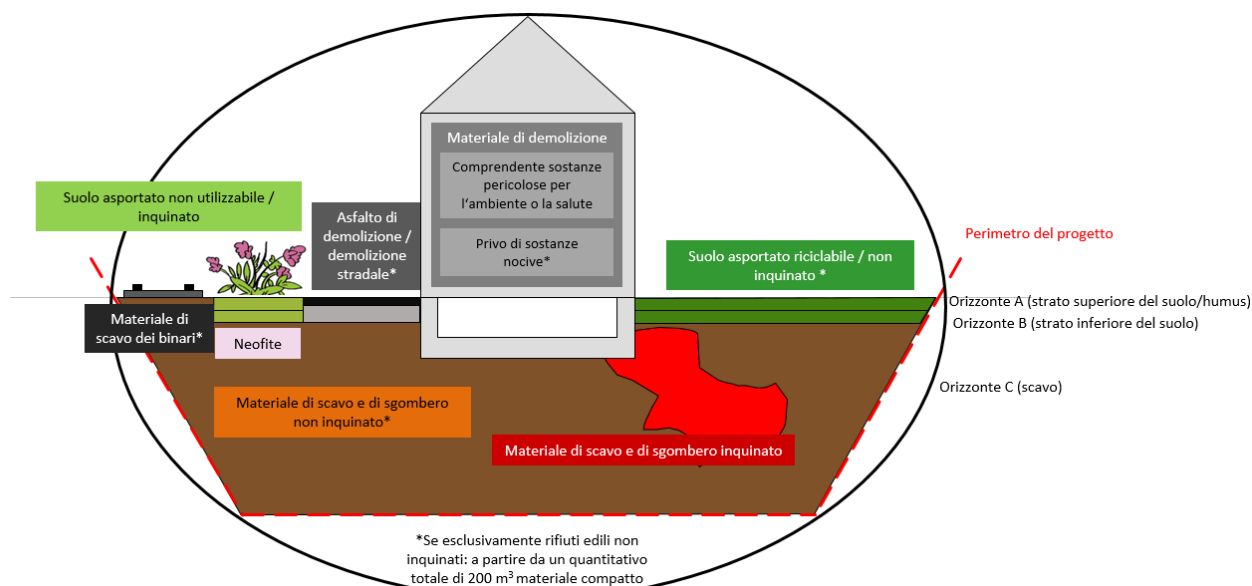 Materiale di demolizione
Comprendente sostanze
pericolose per
l'ambiente o la salute
Privo di sostanze
nocive*
Suolo asportato non utilizzabile /
inquinato
Asfalto di
demolizione /
demolizione
stradale*
Suolo asportato riciclabile / non
inquinato *
Perimetro del progetto
Orizzonte A (strato superiore del suolo/humus)
Orizzonte B (strato inferiore del suolo)
Materiale di
scavo dei binari*
Neofite
Orizzonte C (scavo)
Materiale di scavo e di sgombero
non inquinato*
Materiale di scavo e di sgombero inquinato
*Se esclusivamente rifiuti edili non
inquinati: a partire da un quantitativo
totale di 200 m³ materiale compatto